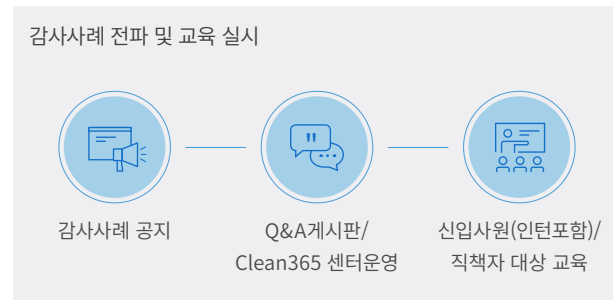 감사사례 전파 및 교육 실시
감사사례 공지
Q&A게시판/
Clean365 센터운영
신입사원(인턴포함)/
직책자 대상 교육